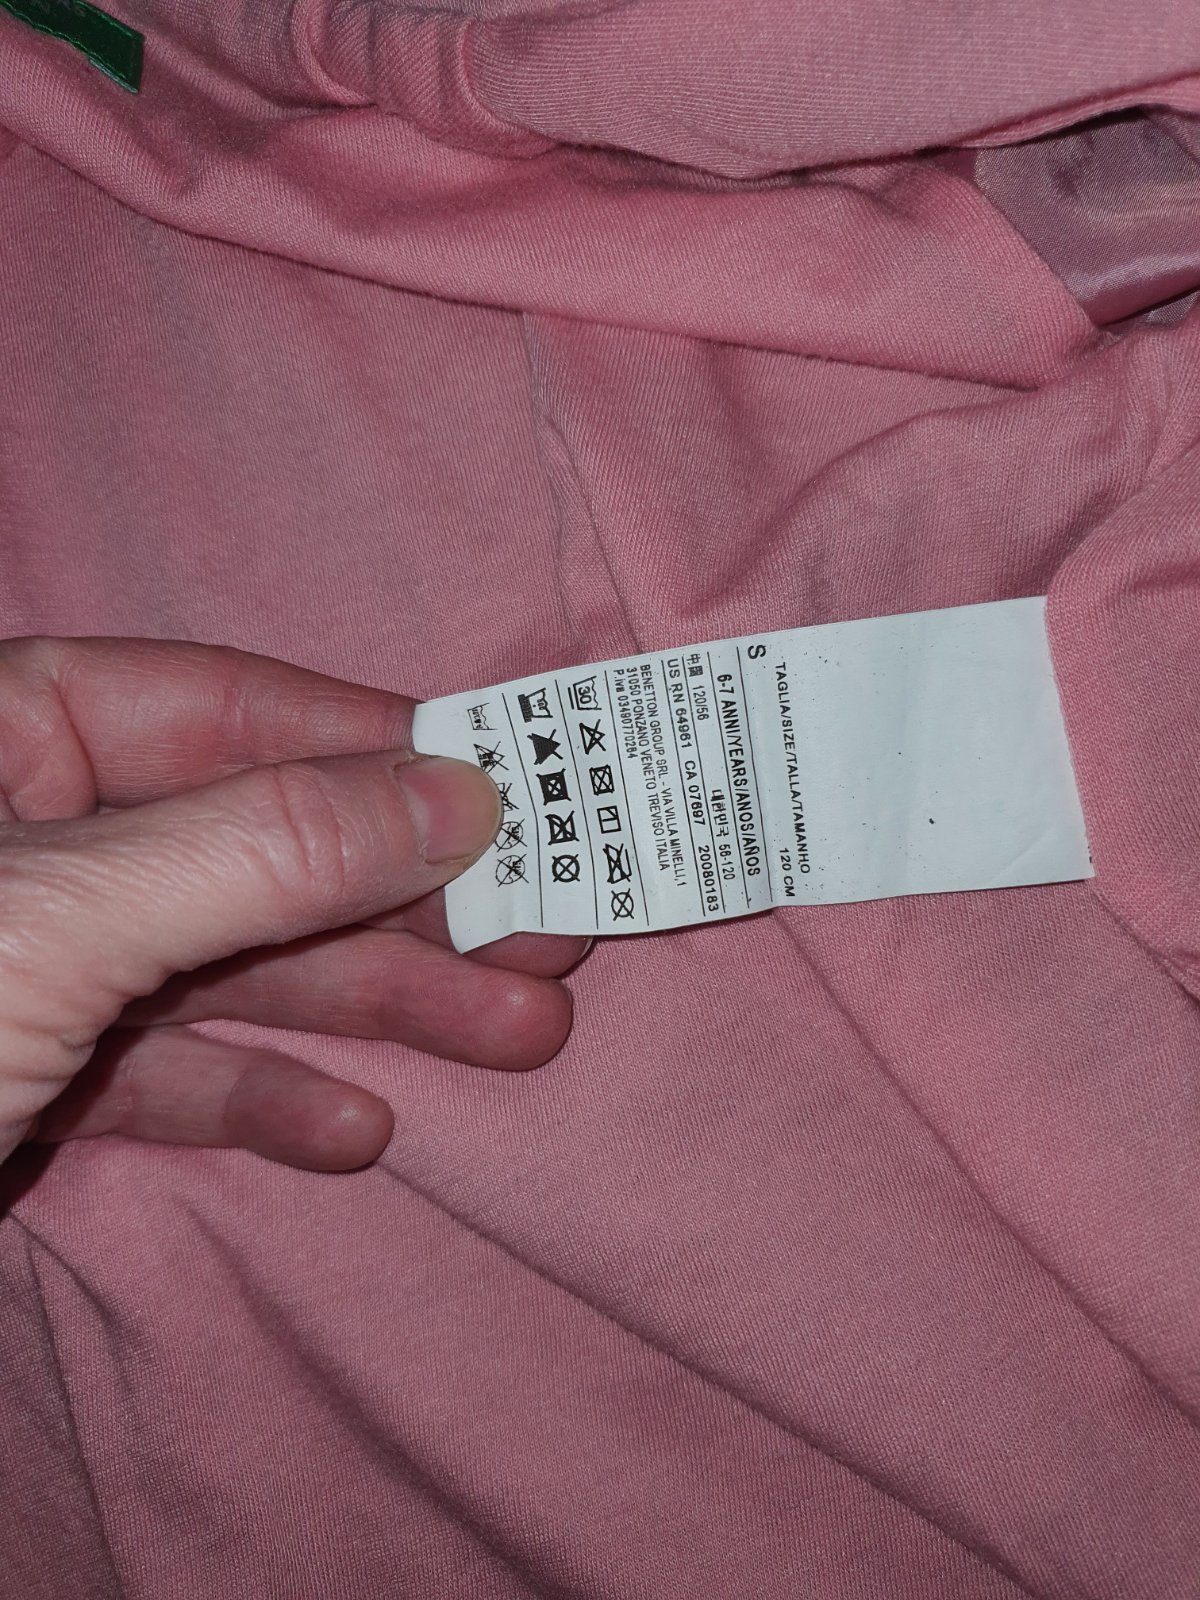 TAGLIA/SIZE/TALLA/TAMANHO
S 120 CM
6-7 ANNI/YEARS/ANOS/AÑOS
中国 120/56 대한민국 56-120
US RN 64961 CA 07697 20080183
BENETTON GROUP SRL - VIA VILLA MINELLI,1
31050 PONZANO VENETO TREVISO ITALIA
P.iva 03490770264
30